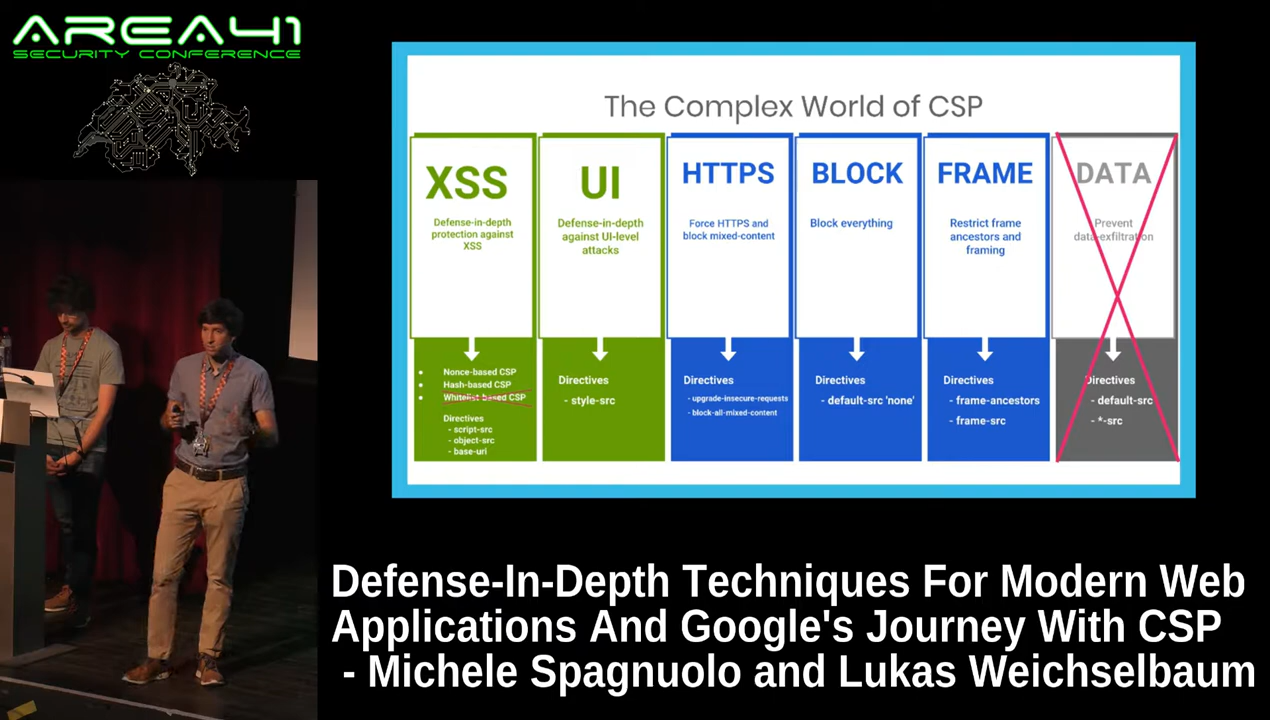 AREA41
SECURITY CONFERENCE
The Complex World of CSP
XSS
Defense-in-depth
protection against
XSS
Nonce-based CSP
Hash-based CSP
Whitelist-based CSP
Directives
- script-src
- object-src
- base-uri
UI
Defense-in-depth
against UI-level
attacks
Directives
- style-src
HTTPS
Force HTTPS and
block mixed-content
Directives
- upgrade-insecure-requests
- block-all-mixed-content
BLOCK
Block everything
Directives
- default-src 'none'
FRAME
Restrict frame
ancestors and
framing
Directives
- frame-ancestors
- frame-src
DATA
Prevent
data-exfiltration
Directives
- default-src
- *-src
Defense-In-Depth Techniques For Modern Web
Applications And Google's Journey With CSP
- Michele Spagnuolo and Lukas Weichselbaum